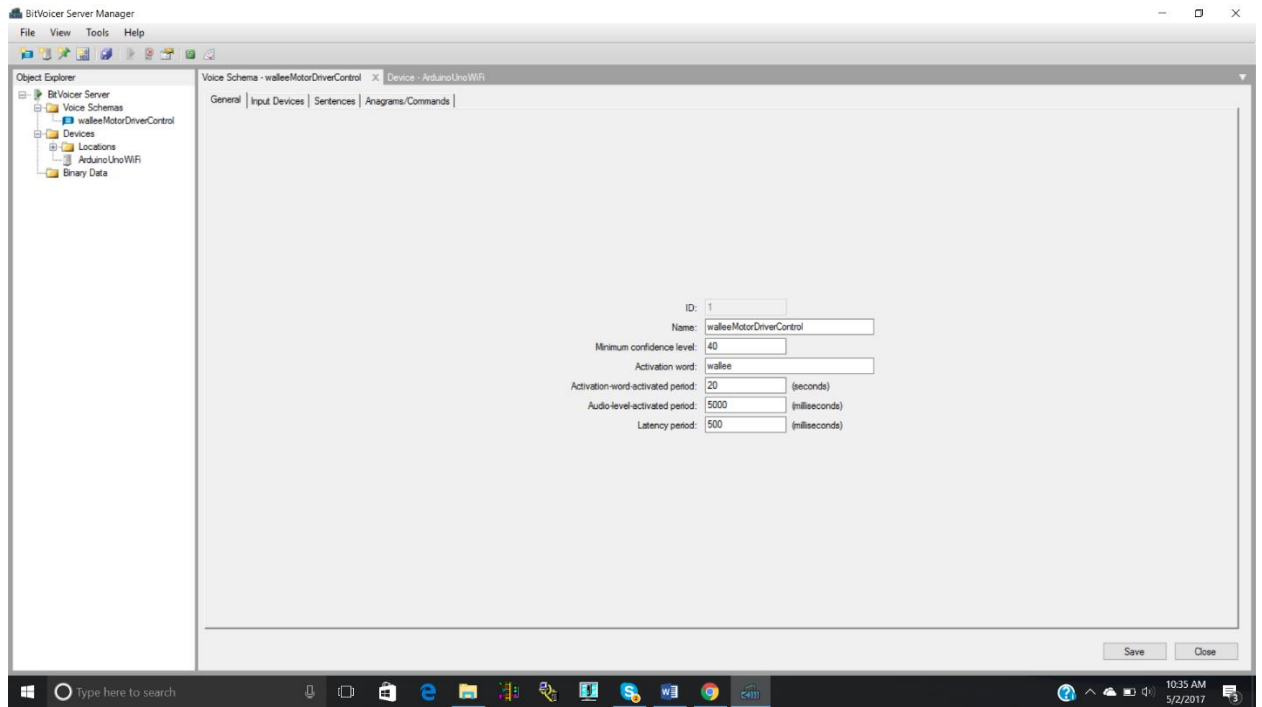 BitVoicer Server Manager
File View Tools Help
Object Explorer
BitVoicer Server
Voice Schemas
walleeMotorDriverControl
Devices
Locations
ArduinoUnoWiFi
Binary Data
Voice Schema - walleeMotorDriverControl X Device - ArduinoUnoWiFi
General Input Devices Sentences Anagrams/Commands
ID: 1
Name: walleeMotorDriverControl
Minimum confidence level: 40
Activation word: wallee
Activation-word-activated period: 20 (seconds)
Audio-level-activated period: 5000 (milliseconds)
Latency period: 500 (milliseconds)
Save Close
Type here to search
10:35 AM
5/2/2017
3